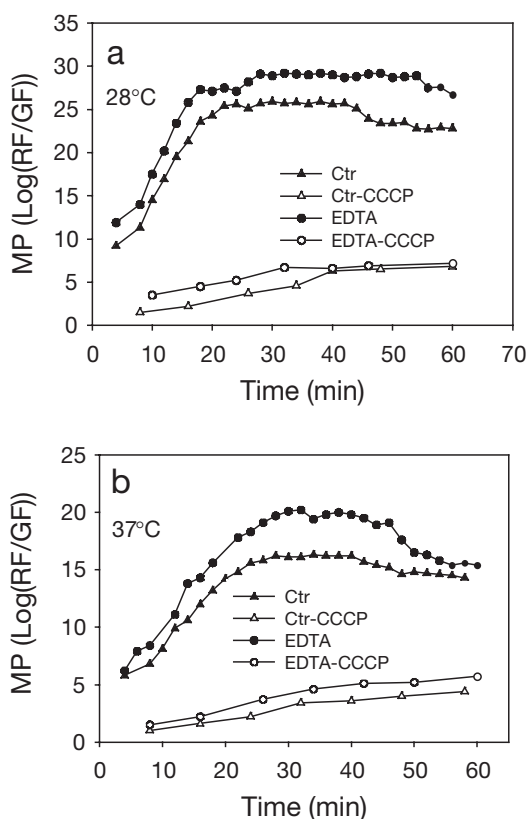 a
28°C
35
30
25
20
15
10
5
0
MP (Log(RF/GF))
Ctr
Ctr-CCCP
EDTA
EDTA-CCCP
0 10 20 30 40 50 60 70
Time (min)
b
37°C
25
20
15
10
5
0
MP (Log(RF/GF))
Ctr
Ctr-CCCP
EDTA
EDTA-CCCP
0 10 20 30 40 50 60
Time (min)